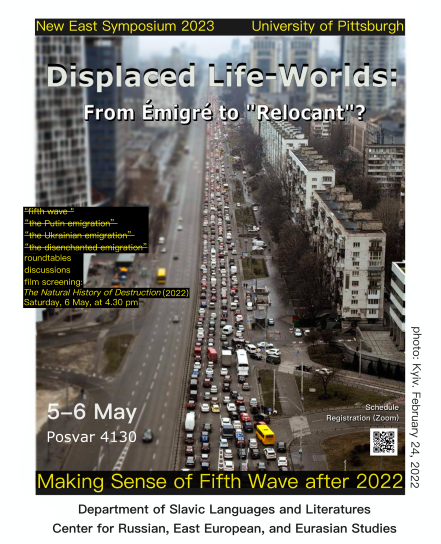 New East Symposium 2023 University of Pittsburgh
Displaced Life-Worlds:
From Émigré to "Relocant"?
"fifth wave "
"the Putin emigration"
"the Ukrainian emigration"
"the disenchanted emigration"
roundtables
discussions
film screening:
The Natural History of Destruction (2022)
Saturday, 6 May, at 4.30 pm
photo: Kyiv. February 24, 2022
5–6 May
Posvar 4130
Schedule
Registration (Zoom)
Making Sense of Fifth Wave after 2022
Department of Slavic Languages and Literatures
Center for Russian, East European, and Eurasian Studies